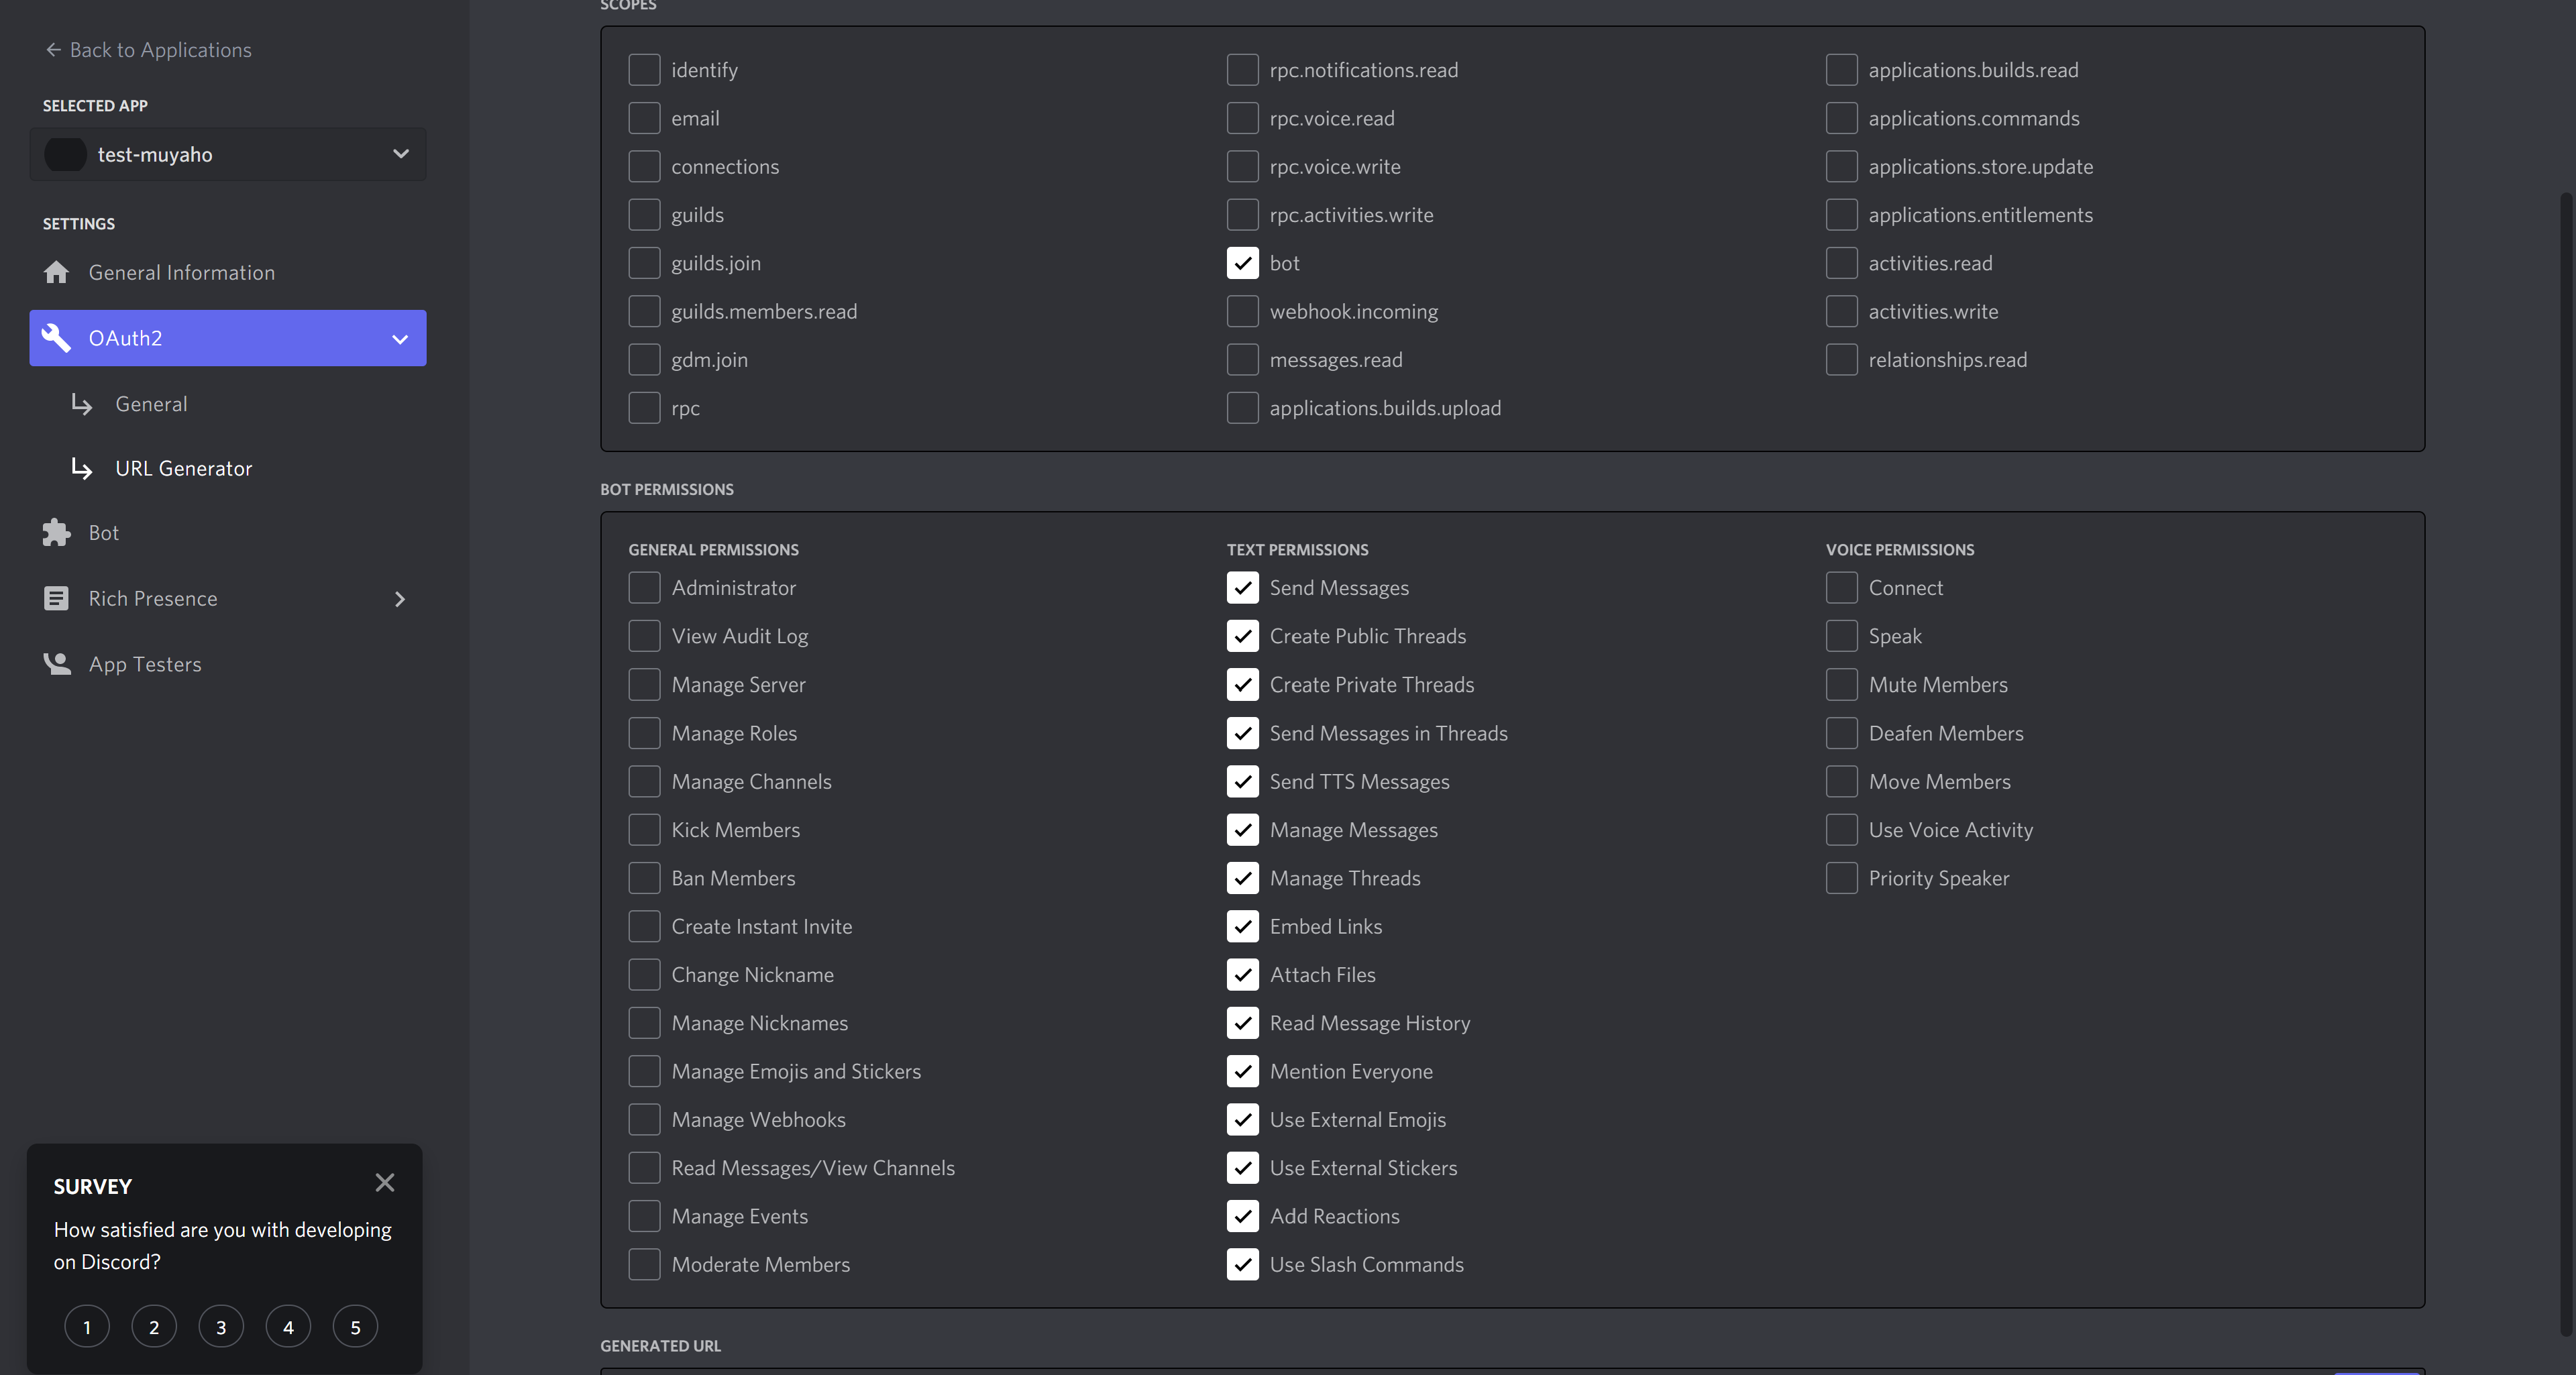 Back to Applications
SELECTED APP
test-muyaho
SETTINGS
General Information
OAuth2
General
URL Generator
Bot
Rich Presence
App Testers
SURVEY
How satisfied are you with developing
on Discord?
1 2 3 4 5
SCOPES
identify
email
connections
guilds
guilds.join
guilds.members.read
gdm.join
rpc
rpc.notifications.read
rpc.voice.read
rpc.voice.write
rpc.activities.write
bot
webhook.incoming
messages.read
applications.builds.upload
applications.builds.read
applications.commands
applications.store.update
applications.entitlements
activities.read
activities.write
relationships.read
BOT PERMISSIONS
GENERAL PERMISSIONS
Administrator
View Audit Log
Manage Server
Manage Roles
Manage Channels
Kick Members
Ban Members
Create Instant Invite
Change Nickname
Manage Nicknames
Manage Emojis and Stickers
Manage Webhooks
Read Messages/View Channels
Manage Events
Moderate Members
TEXT PERMISSIONS
Send Messages
Create Public Threads
Create Private Threads
Send Messages in Threads
Send TTS Messages
Manage Messages
Manage Threads
Embed Links
Attach Files
Read Message History
Mention Everyone
Use External Emojis
Use External Stickers
Add Reactions
Use Slash Commands
VOICE PERMISSIONS
Connect
Speak
Mute Members
Deafen Members
Move Members
Use Voice Activity
Priority Speaker
GENERATED URL